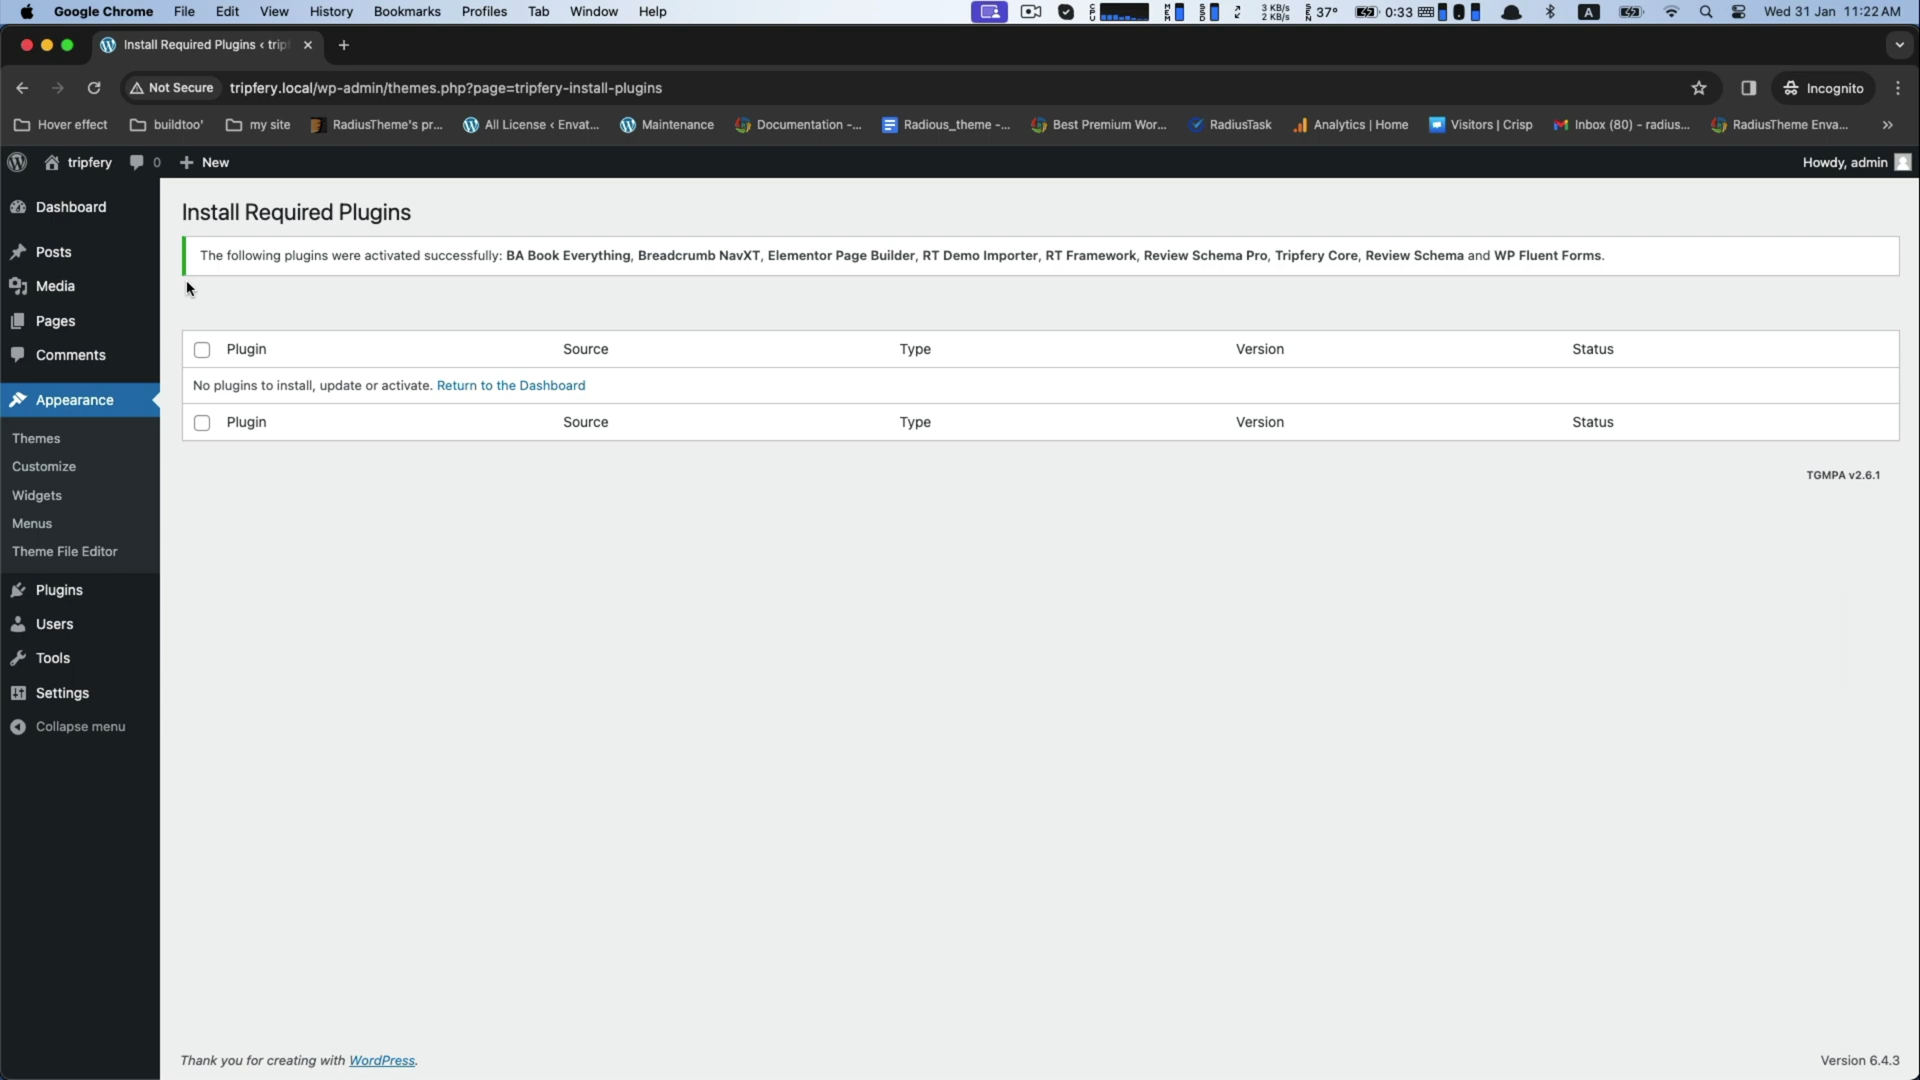 Google Chrome File Edit View History Bookmarks Profiles Tab Window Help 3 KB/s 2 KB/s 37° 0:33 A Wed 31 Jan 11:22 AM
Install Required Plugins ‹ trip
Not Secure tripfery.local/wp-admin/themes.php?page=tripfery-install-plugins Incognito
Hover effect buildtoo' my site RadiusTheme's pr... All License ‹ Envat... Maintenance Documentation -... Radious_theme -... Best Premium Wor... RadiusTask Analytics | Home Visitors | Crisp Inbox (80) - radius... RadiusTheme Enva... »
tripfery 0 + New Howdy, admin
Dashboard
Posts
Media
Pages
Comments
Appearance
Themes
Customize
Widgets
Menus
Theme File Editor
Plugins
Users
Tools
Settings
Collapse menu
Install Required Plugins
The following plugins were activated successfully: BA Book Everything, Breadcrumb NavXT, Elementor Page Builder, RT Demo Importer, RT Framework, Review Schema Pro, Tripfery Core, Review Schema and WP Fluent Forms.
Plugin Source Type Version Status
No plugins to install, update or activate. Return to the Dashboard
Plugin Source Type Version Status
TGMPA v2.6.1
Thank you for creating with WordPress. Version 6.4.3